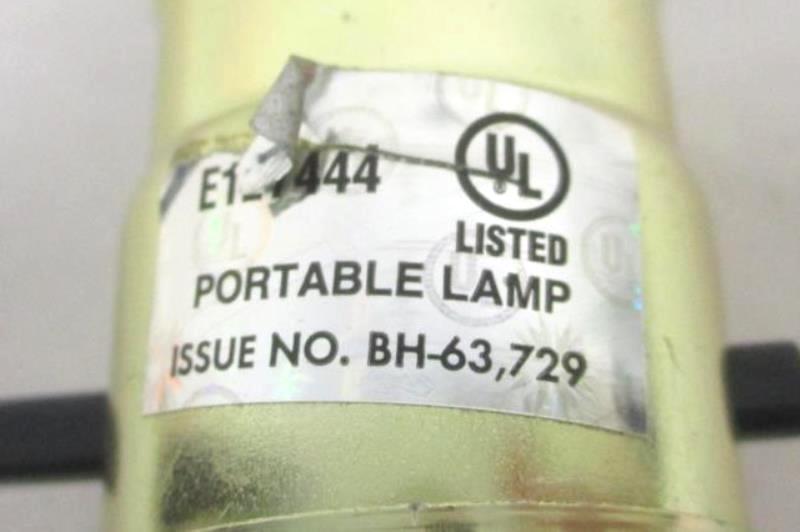 UL
LISTED
PORTABLE LAMP
ISSUE NO. BH-63,729